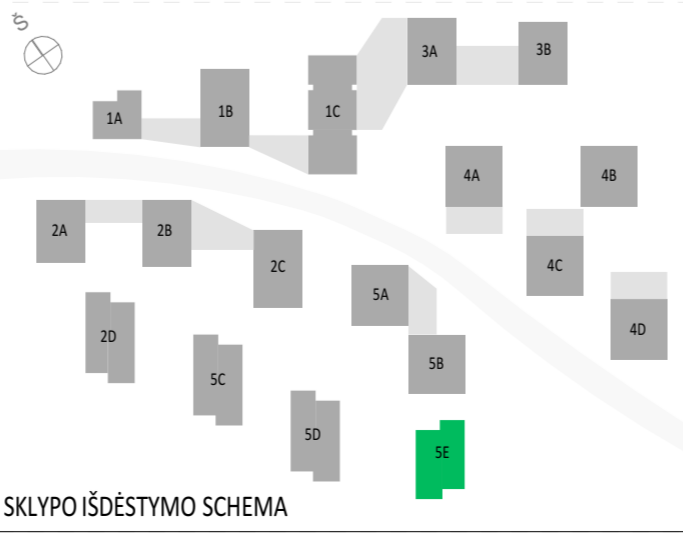 Š
3A
3B
1A
1B
1C
4A
4B
2A
2B
2C
4C
5A
4D
2D
5B
5C
5D
5E
SKLYPO IŠDĖSTYMO SCHEMA